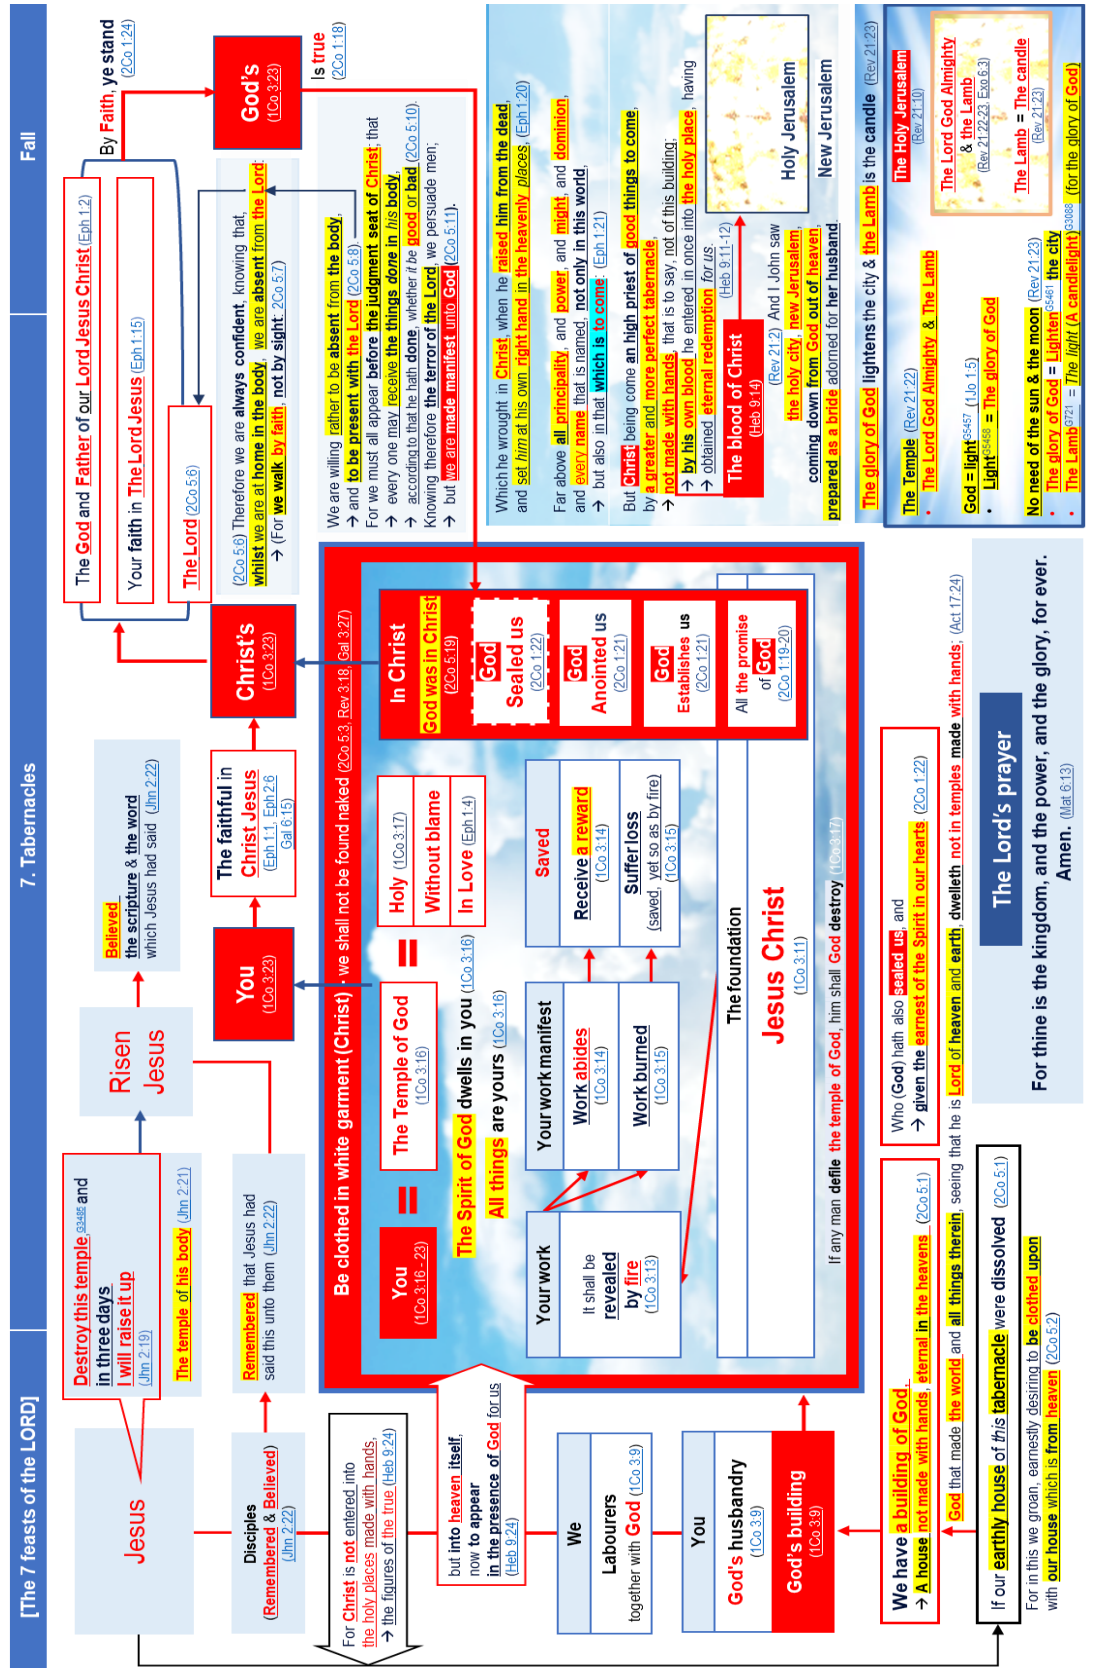 [The 7 feasts of the LORD]
7. Tabernacles
Fall
Jesus
Destroy this temple,G3485 and
in three days
I will raise it up
(Jhn 2:19)
The temple of his body (Jhn 2:21)
Risen
Jesus
Believed
the scripture & the word
which Jesus had said (Jhn 2:22)
Disciples
(Remembered & Believed)
(Jhn 2:22)
Remembered that Jesus had
said this unto them (Jhn 2:22)
You
(1Co 3:23)
The faithful in
Christ Jesus
(Eph 1:1, Eph 2:6
Gal 6:15)
Christ's
(1Co 3:23)
The God and Father of our Lord Jesus Christ (Eph 1:2)
Your faith in The Lord Jesus (Eph 1:15)
The Lord (2Co 5:6)
By Faith, ye stand
(2Co 1:24)
God's
(1Co 3:23)
Is true
(2Co 1:18)
(2Co 5:6) Therefore we are always confident, knowing that,
whilst we are at home in the body, we are absent from the Lord:
→ (For we walk by faith, not by sight: 2Co 5:7)
We are willing rather to be absent from the body,
→ and to be present with the Lord (2Co 5:8).
For we must all appear before the judgment seat of Christ; that
→ every one may receive the things done in his body,
→ according to that he hath done, whether it be good or bad (2Co 5:10).
Knowing therefore the terror of the Lord, we persuade men;
→ but we are made manifest unto God (2Co 5:11).
For Christ is not entered into
the holy places made with hands,
→ the figures of the true (Heb 9:24)
but into heaven itself,
now to appear
in the presence of God for us
(Heb 9:24)
We
Labourers
together with God (1Co 3:9)
You
God's husbandry
(1Co 3:9)
God's building
(1Co 3:9)
Be clothed in white garment (Christ) - we shall not be found naked (2Co 5:3, Rev 3:18, Gal 3:27)
You
(1Co 3:16 - 23)
=
The Temple of God
(1Co 3:16)
=
Holy (1Co 3:17)
Without blame
In Love (Eph 1:4)
The Spirit of God dwells in you (1Co 3:16)
All things are yours (1Co 3:16)
Your work
It shall be
revealed
by fire
(1Co 3:13)
Your work manifest
Work abides
(1Co 3:14)
Work burned
(1Co 3:15)
Saved
Receive a reward
(1Co 3:14)
Suffer loss
(saved, yet so as by fire)
(1Co 3:15)
The foundation
Jesus Christ
(1Co 3:11)
If any man defile the temple of God, him shall God destroy (1Co 3:17)
In Christ
God was in Christ
(2Co 5:19)
God
Sealed us
(2Co 1:22)
God
Anointed us
(2Co 1:21)
God
Establishes us
(2Co 1:21)
All the promise
of God
(2Co 1:19-20)
Which he wrought in Christ, when he raised him from the dead,
and set him at his own right hand in the heavenly places, (Eph 1:20)
Far above all principality, and power, and might, and dominion,
and every name that is named, not only in this world,
→ but also in that which is to come: (Eph 1:21)
But Christ being come an high priest of good things to come,
by a greater and more perfect tabernacle,
→ not made with hands, that is to say, not of this building;
→ by his own blood he entered in once into the holy place, having
→ obtained eternal redemption for us.
(Heb 9:11-12)
The blood of Christ
(Heb 9:14)
Holy Jerusalem
New Jerusalem
(Rev 21:2) And I John saw
the holy city, new Jerusalem,
coming down from God out of heaven,
prepared as a bride adorned for her husband.
The glory of God lightens the city & the Lamb is the candle (Rev 21:23)
The Temple (Rev 21:22)
• The Lord God Almighty & The Lamb
God = lightG5457 (1Jo 1:5)
• LightG5458 = The glory of God
No need of the sun & the moon (Rev 21:23)
• The glory of God = LightenG5461 the city
• The LambG721 = The light (A candlelight)G3088 (for the glory of God)
The Holy Jerusalem
(Rev 21:10)
The Lord God Almighty
& the Lamb
(Rev 21:22-23, Exo 6:3)
The Lamb = The candle
(Rev 21:23)
We have a building of God,
→ A house not made with hands, eternal in the heavens (2Co 5:1)
Who (God) hath also sealed us, and
→ given the earnest of the Spirit in our hearts. (2Co 1:22)
God that made the world and all things therein, seeing that he is Lord of heaven and earth, dwelleth not in temples made with hands; (Act 17:24)
If our earthly house of this tabernacle were dissolved (2Co 5:1)
For in this we groan, earnestly desiring to be clothed upon
with our house which is from heaven (2Co 5:2)
The Lord's prayer
For thine is the kingdom, and the power, and the glory, for ever.
Amen. (Mat 6:13)